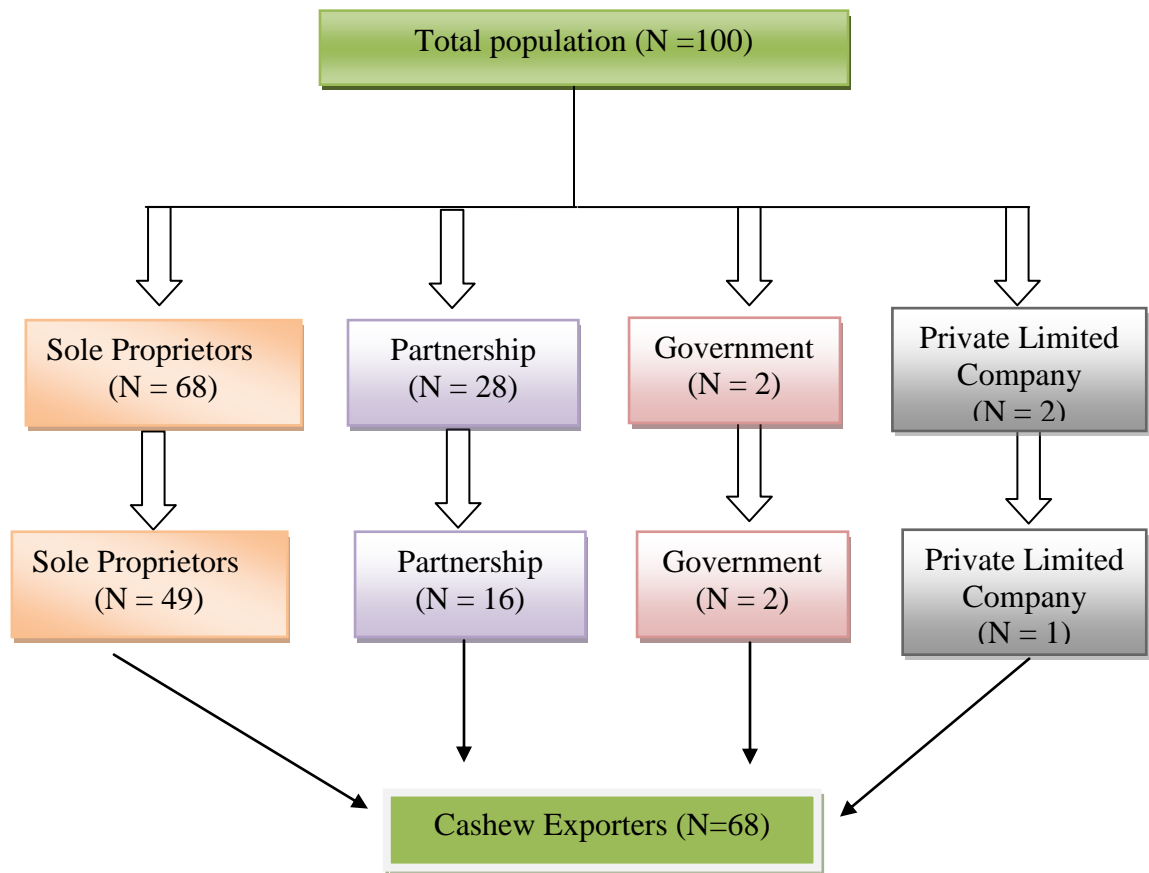 Total population (N =100)
Sole Proprietors
(N = 68)
Partnership
(N = 28)
Government
(N = 2)
Private Limited
Company
(N = 2)
Sole Proprietors
(N = 49)
Partnership
(N = 16)
Government
(N = 2)
Private Limited
Company
(N = 1)
Cashew Exporters (N=68)